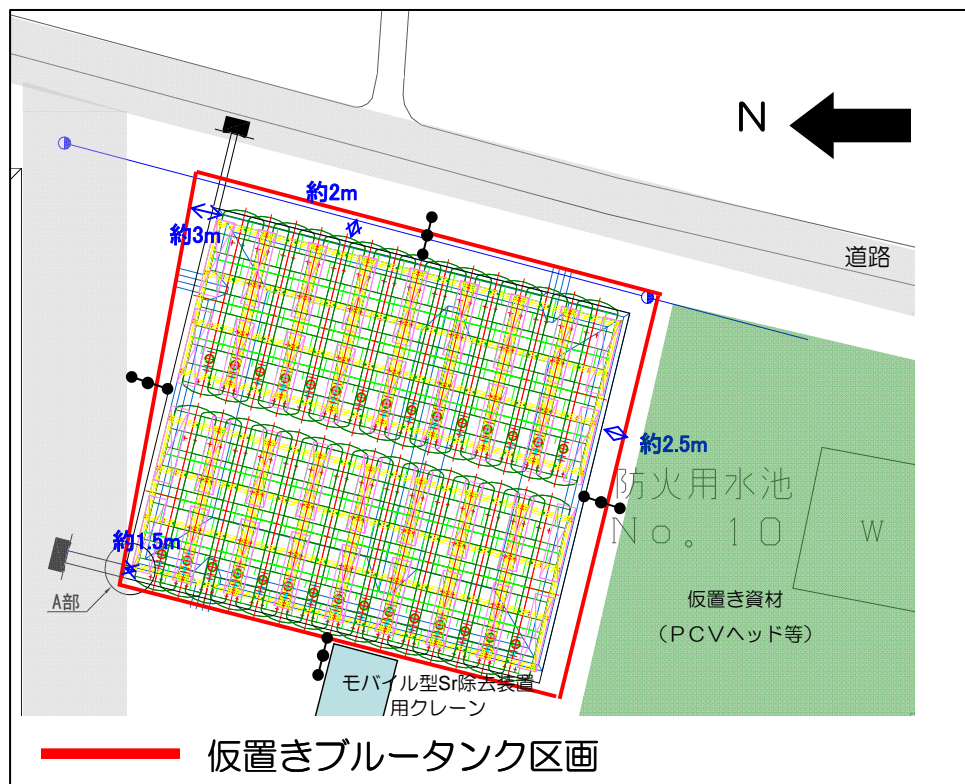 N
道路
約2m
約3m
約2.5m
防火用水池
No. 10 W
約1.5m
A部
仮置き資材
（PCVヘッド等）
モバイル型Sr除去装置
用クレーン
仮置きブルータンク区画